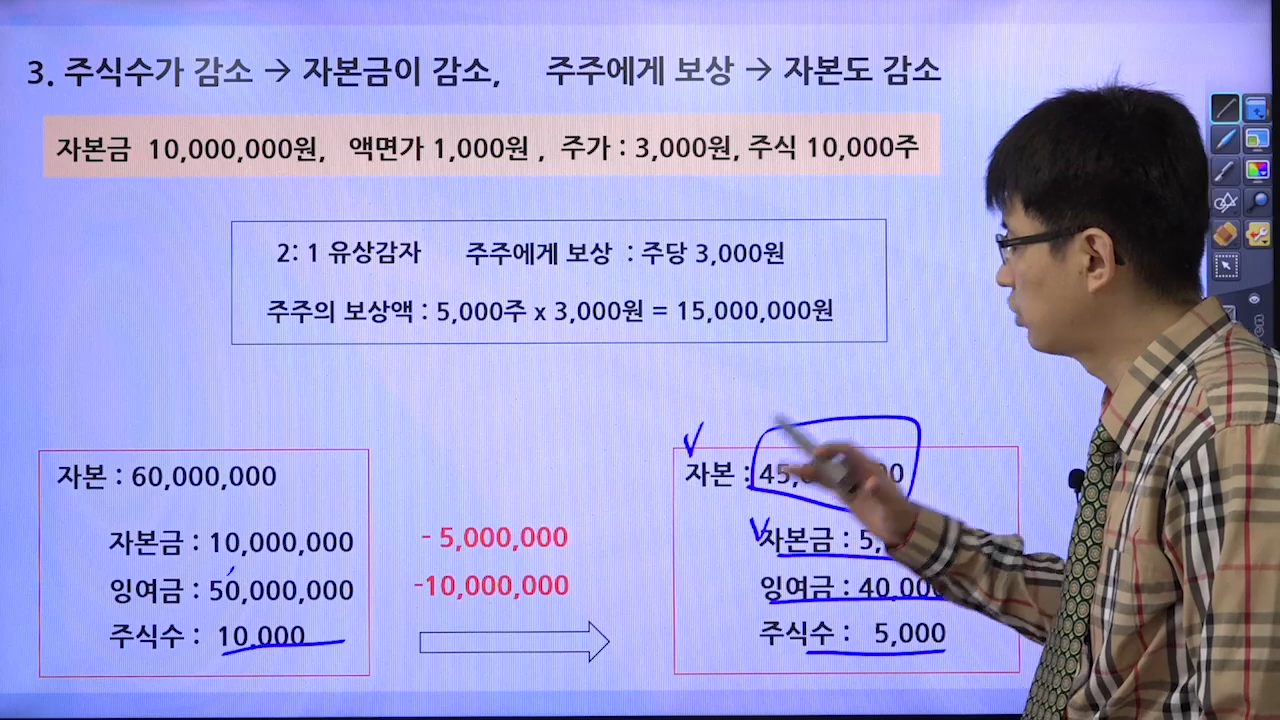 3. 주식수가 감소 → 자본금이 감소, 주주에게 보상 → 자본도 감소
자본금 10,000,000원, 액면가 1,000원 , 주가 : 3,000원, 주식 10,000주
2: 1 유상감자 주주에게 보상 : 주당 3,000원
주주의 보상액 : 5,000주 x 3,000원 = 15,000,000원
자본 : 60,000,000
자본금 : 10,000,000
잉여금 : 50,000,000
주식수 : 10,000
- 5,000,000
-10,000,000
자본 :
자본금 :
잉여금 :
주식수 : 5,000